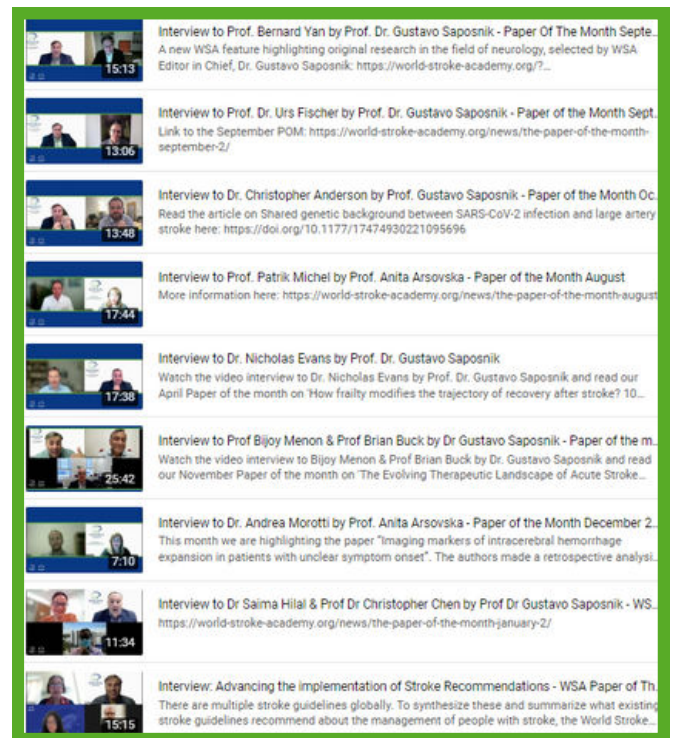 Interview to Prof. Bernard Yan by Prof. Dr. Gustavo Saposnik - Paper Of The Month Septe...
A new WSA feature highlighting original research in the field of neurology, selected by WSA
Editor in Chief, Dr. Gustavo Saposnik: https://world-stroke-academy.org/?...
15:13
Interview to Prof. Dr. Urs Fischer by Prof. Dr. Gustavo Saposnik - Paper of the Month Sept...
Link to the September POM: https://world-stroke-academy.org/news/the-paper-of-the-month-
september-2/
13:06
Interview to Dr. Christopher Anderson by Prof. Gustavo Saposnik - Paper of the Month Oc...
Read the article on Shared genetic background between SARS-CoV-2 infection and large artery
stroke here: https://doi.org/10.1177/17474930221095696
13:48
Interview to Prof. Patrik Michel by Prof. Anita Arsovska - Paper of the Month August
More information here: https://world-stroke-academy.org/news/the-paper-of-the-month-august
17:44
Interview to Dr. Nicholas Evans by Prof. Dr. Gustavo Saposnik
Watch the video interview to Dr. Nicholas Evans by Prof. Dr. Gustavo Saposnik and read our
April Paper of the month on 'How frailty modifies the trajectory of recovery after stroke? 10...
17:38
Interview to Prof Bijoy Menon & Prof Brian Buck by Dr Gustavo Saposnik - Paper of the m...
Watch the video interview to Bijoy Menon & Prof Brian Buck by Dr. Gustavo Saposnik and read
our November Paper of the month on 'The Evolving Therapeutic Landscape of Acute Stroke...
25:42
Interview to Dr. Andrea Morotti by Prof. Anita Arsovska - Paper of the Month December 2...
This month we are highlighting the paper "Imaging markers of intracerebral hemorrhage
expansion in patients with unclear symptom onset". The authors made a retrospective analysi...
7:10
Interview to Dr Saima Hilal & Prof Dr Christopher Chen by Prof Dr Gustavo Saposnik - WS...
https://world-stroke-academy.org/news/the-paper-of-the-month-january-2/
11:34
Interview: Advancing the implementation of Stroke Recommendations - WSA Paper of Th...
There are multiple stroke guidelines globally. To synthesize these and summarize what existing
stroke guidelines recommend about the management of people with stroke, the World Stroke...
15:15